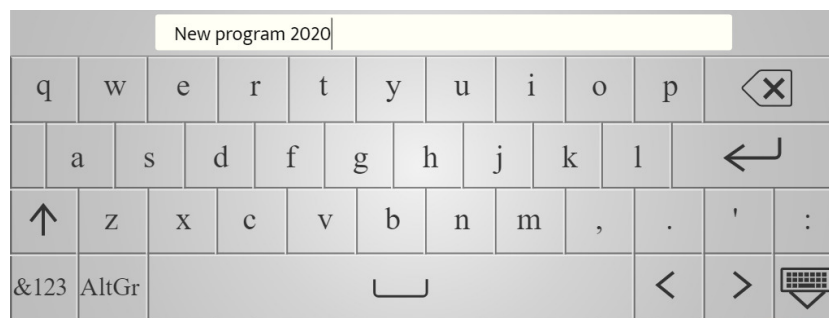 New program 2020
q w e r t y u i o p
a s d f g h j k l
z x c v b n m , . ' :
&123 AltGr < >